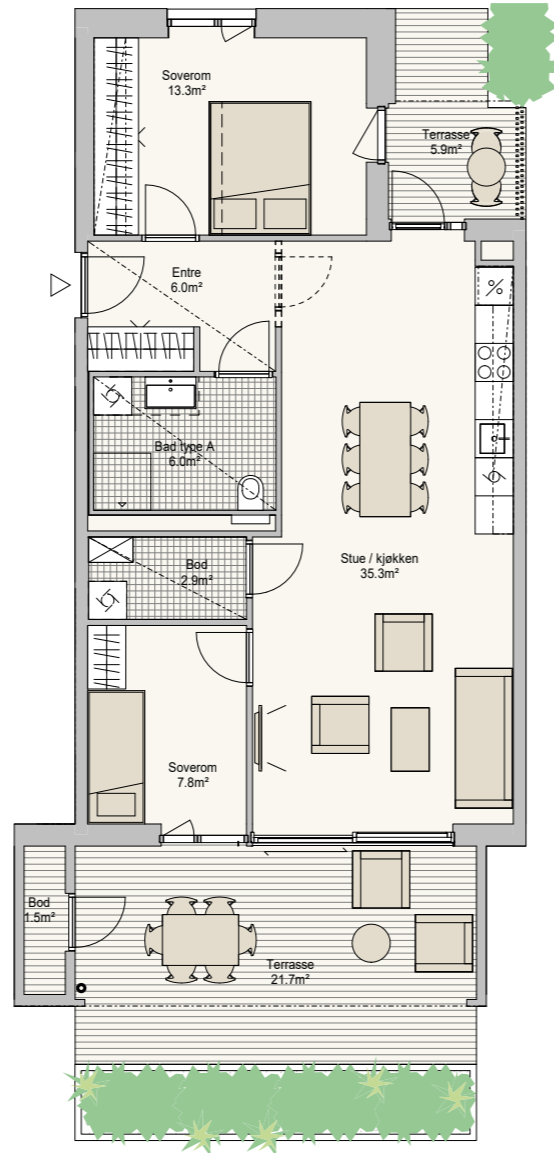 Soverom
13.3m²
Terrasse
5.9m²
Entre
6.0m²
%
Bad type A
6.0m²
Bod
2.9m²
Stue / kjøkken
35.3m²
Soverom
7.8m²
Bod
1.5m²
Terrasse
21.7m²